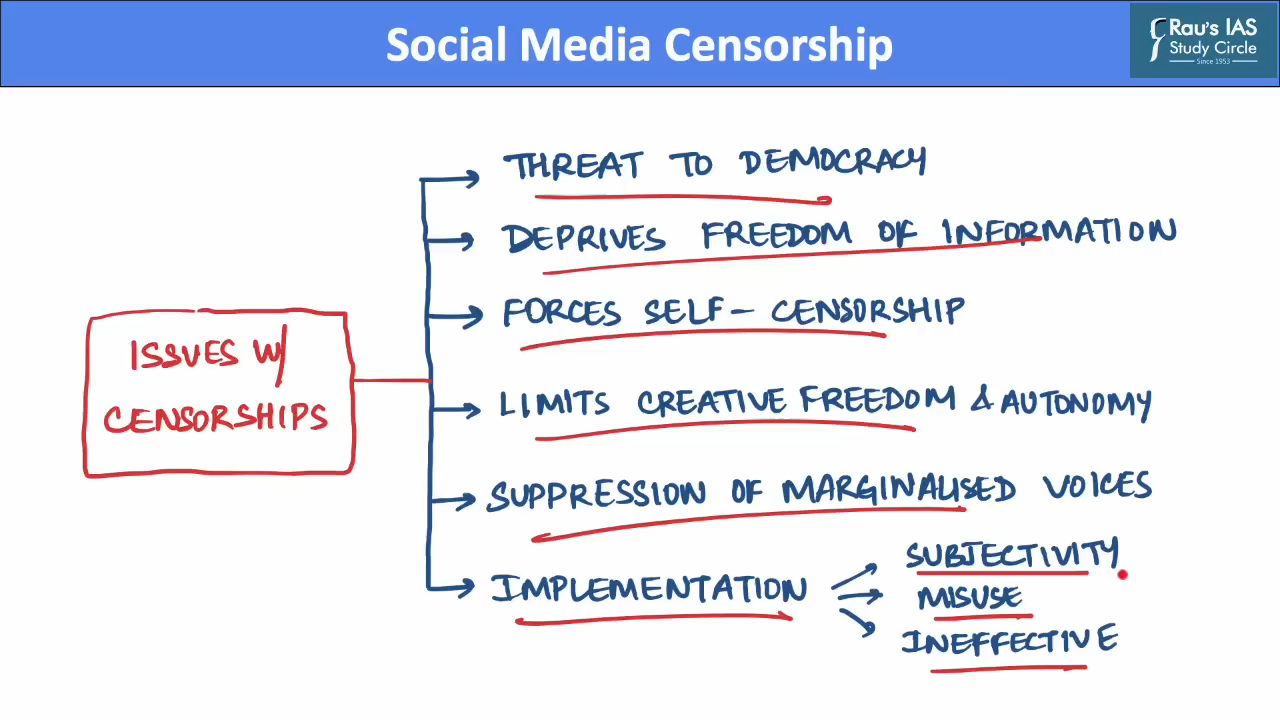 Social Media Censorship
Rau's IAS
Study Circle
Since 1953
THREAT TO DEMOCRACY
DEPRIVES FREEDOM OF INFORMATION
FORCES SELF-CENSORSHIP
ISSUES W/
CENSORSHIPS
LIMITS CREATIVE FREEDOM & AUTONOMY
SUPPRESSION OF MARGINALISED VOICES
IMPLEMENTATION
SUBJECTIVITY
MISUSE
INEFFECTIVE